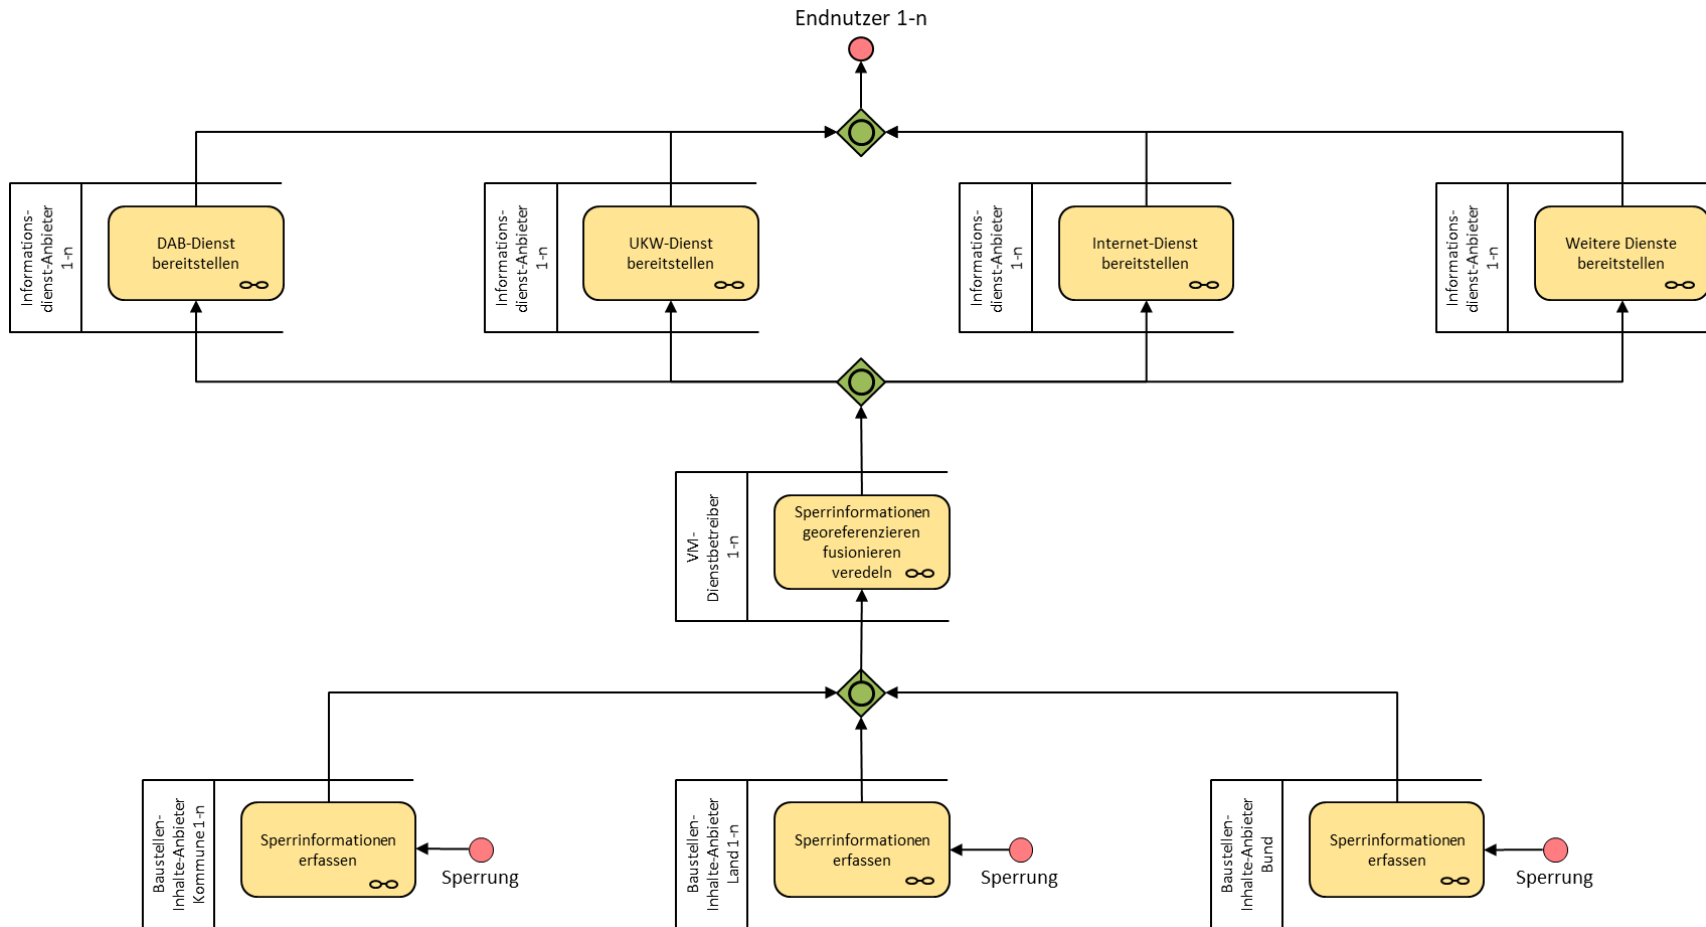 Endnutzer 1-n
Informations-
dienst-Anbieter
1-n
DAB-Dienst
bereitstellen
Informations-
dienst-Anbieter
1-n
UKW-Dienst
bereitstellen
Informations-
dienst-Anbieter
1-n
Internet-Dienst
bereitstellen
Informations-
dienst-Anbieter
1-n
Weitere Dienste
bereitstellen
VM-
Dienstbetreiber
1-n
Sperrinformationen
georeferenzieren
fusionieren
veredeln
Baustellen-
Inhalte-Anbieter
Kommune 1-n
Sperrinformationen
erfassen
Sperrung
Baustellen-
Inhalte-Anbieter
Land 1-n
Sperrinformationen
erfassen
Sperrung
Baustellen-
Inhalte-Anbieter
Bund
Sperrinformationen
erfassen
Sperrung